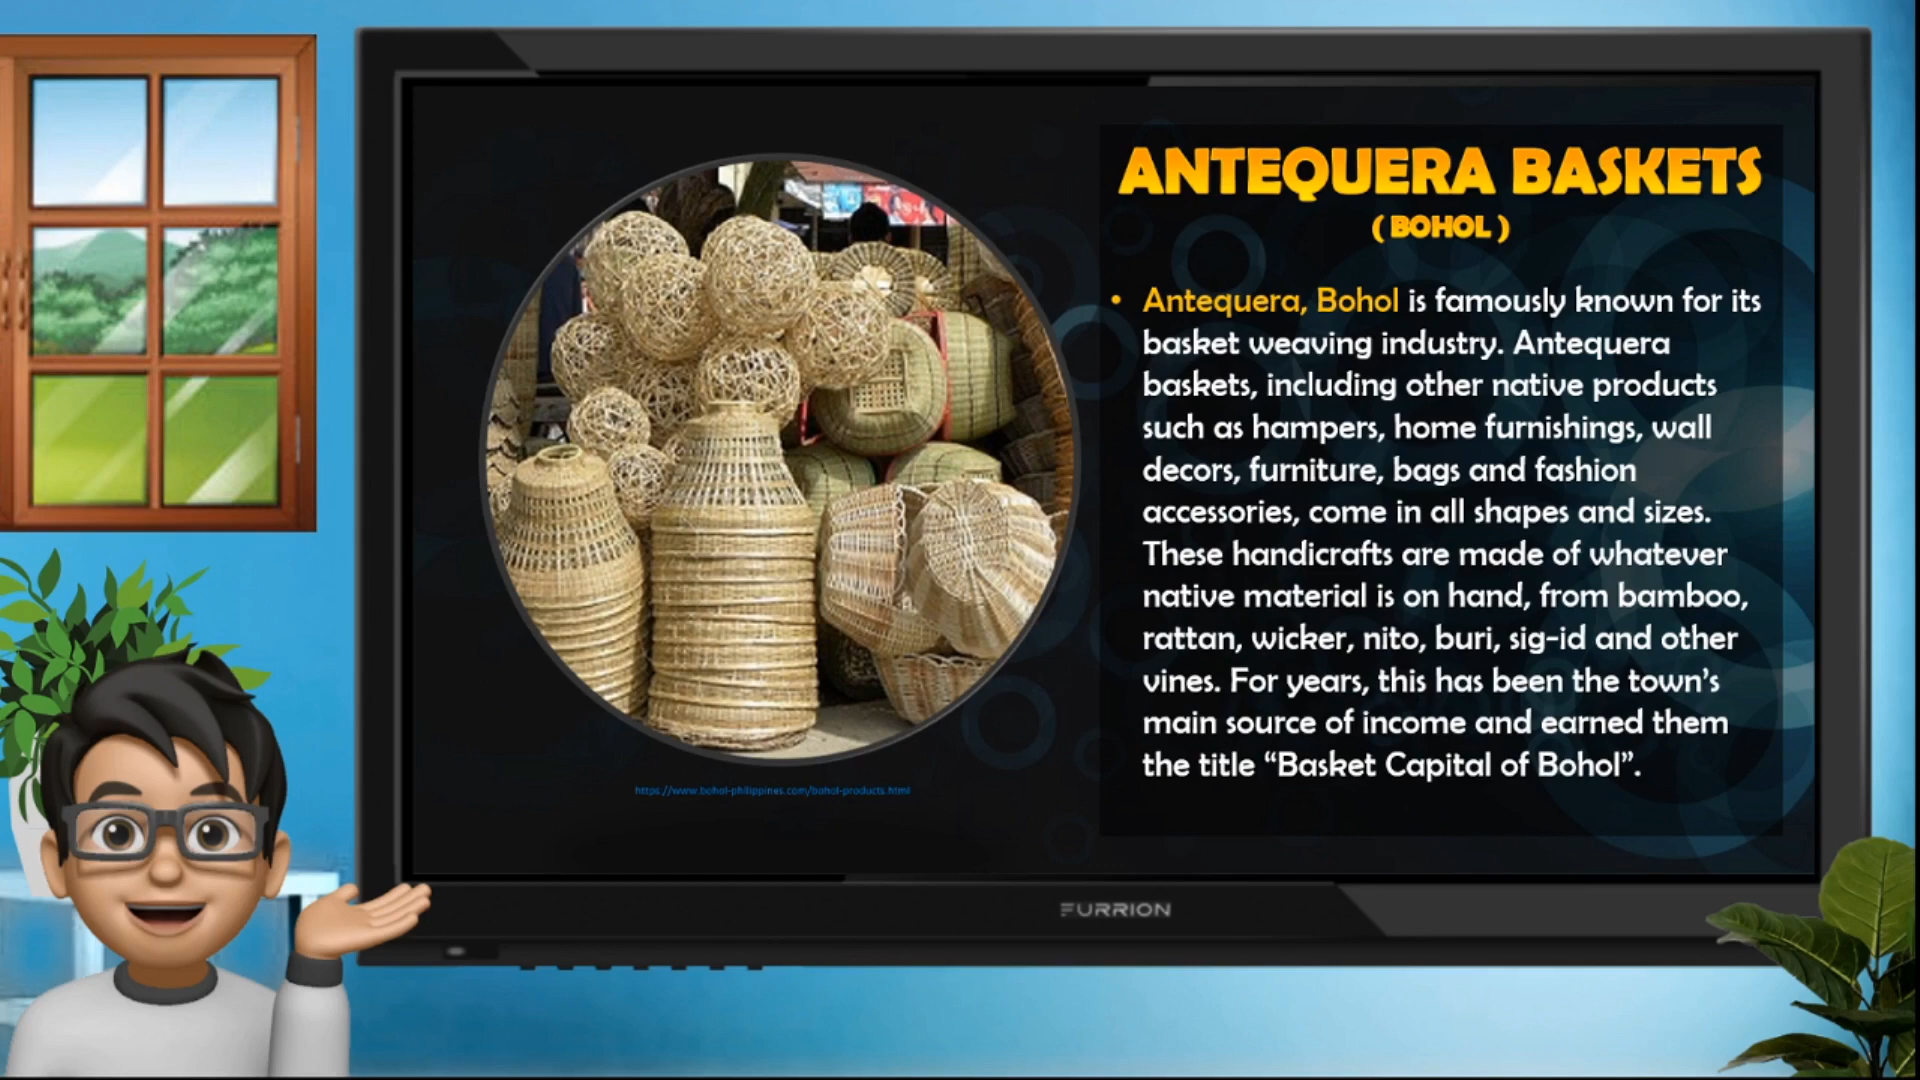 ANTEQUERA BASKETS
( BOHOL )
• Antequera, Bohol is famously known for its
basket weaving industry. Antequera
baskets, including other native products
such as hampers, home furnishings, wall
decors, furniture, bags and fashion
accessories, come in all shapes and sizes.
These handicrafts are made of whatever
native material is on hand, from bamboo,
rattan, wicker, nito, buri, sig-id and other
vines. For years, this has been the town’s
main source of income and earned them
the title “Basket Capital of Bohol”.
https://www.bohol-philippines.com/bohol-products.html
FURRION